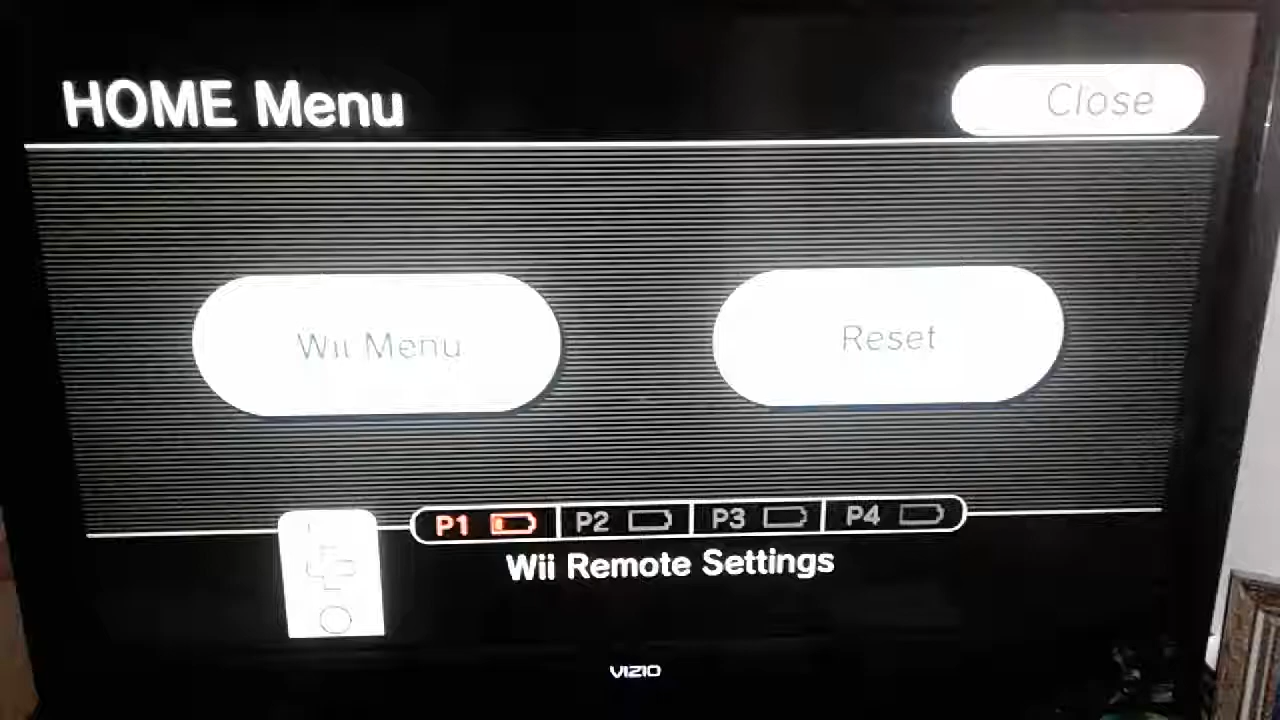 HOME Menu
Close
Wii Menu
Reset
P1 P2 P3 P4
Wii Remote Settings
VIZIO